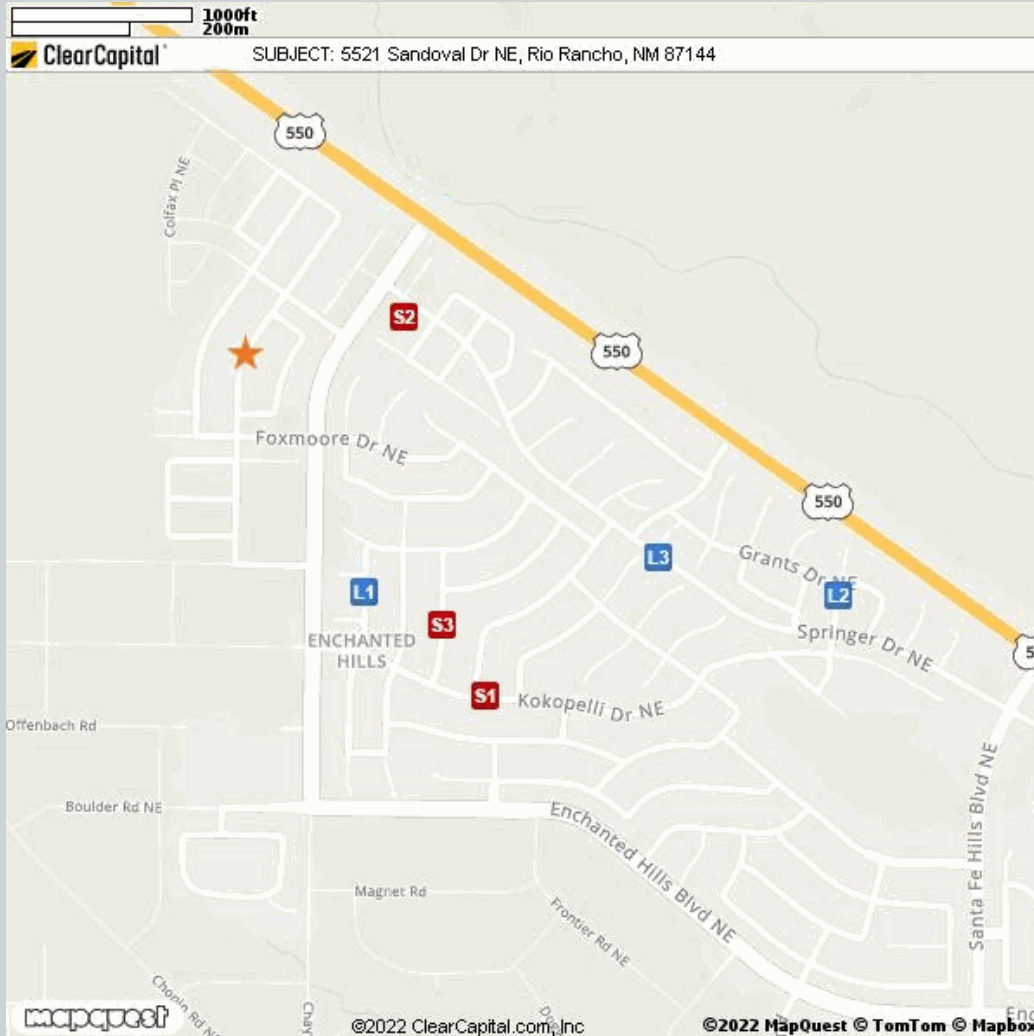 1000ft
200m
ClearCapital
SUBJECT: 5521 Sandoval Dr NE, Rio Rancho, NM 87144
550
Colfax Pl NE
S2
550
Foxmoore Dr NE
550
L3
Grants Dr NE
L1
L2
S3
Springer Dr NE
ENCHANTED
HILLS
S1
Kokopelli Dr NE
Offenbach Rd
Boulder Rd NE
Enchanted Hills Blvd NE
Santa Fe Hills Blvd NE
Magnet Rd
Frontier Rd NE
Chopin Rd NE
mapquest
©2022 ClearCapital.com, Inc
©2022 MapQuest © TomTom © Mapbox